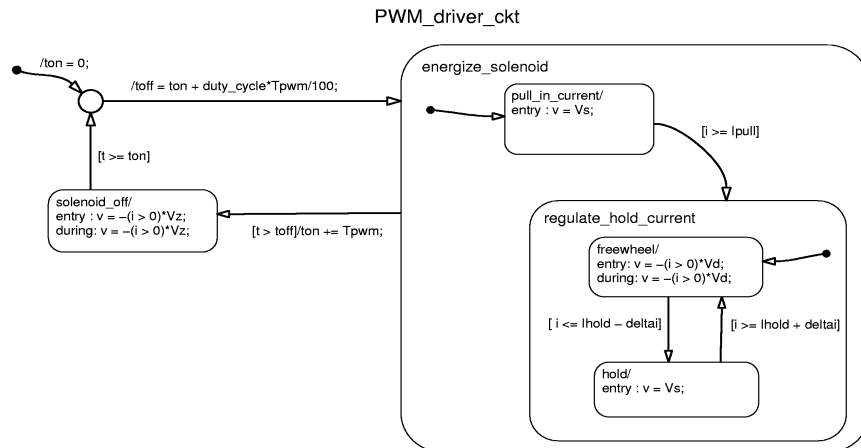 PWM_driver_ckt
/ton = 0;
/toff = ton + duty_cycle*Tpwm/100;
energize_solenoid
pull_in_current/
entry : v = Vs;
[i >= Ipull]
[t >= ton]
solenoid_off/
entry : v = −(i > 0)*Vz;
during: v = −(i > 0)*Vz;
[t > toff]/ton += Tpwm;
regulate_hold_current
freewheel/
entry: v = −(i > 0)*Vd;
during: v = −(i > 0)*Vd;
[ i <= Ihold − deltai]
[i >= Ihold + deltai]
hold/
entry : v = Vs;